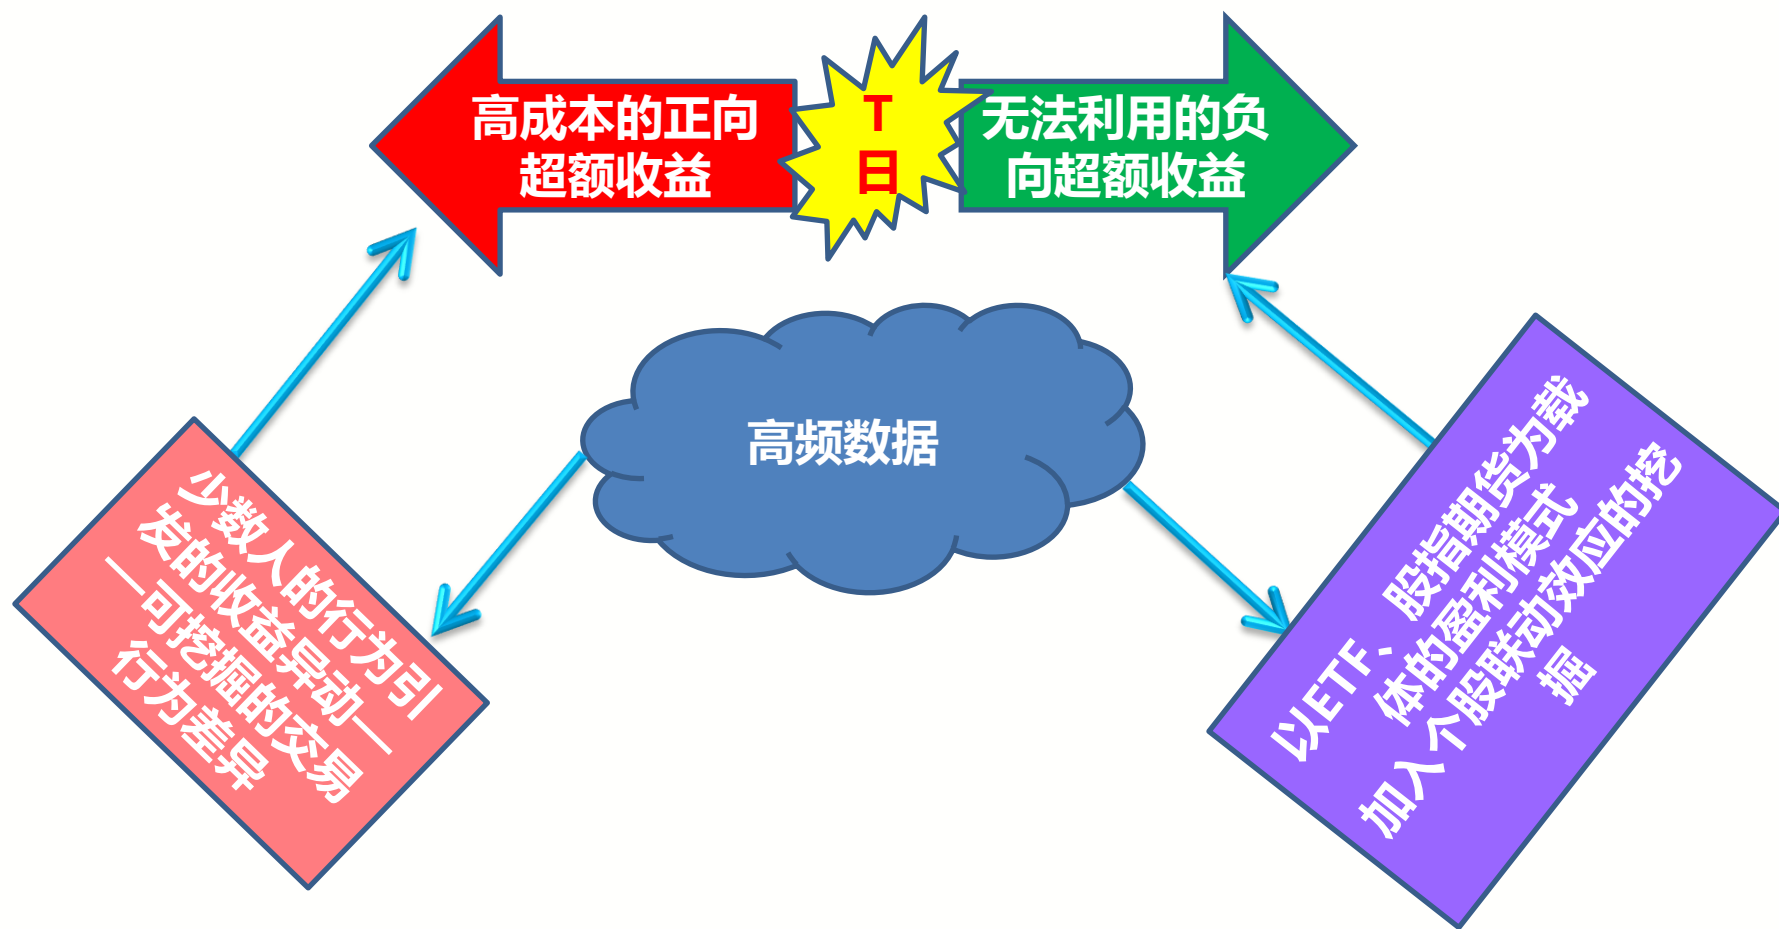 高成本的正向
超额收益
T
日
无法利用的负
向超额收益
高频数据
少数人的行为引
发的收益异动—
—可挖掘的交易
行为差异
以ETF、股指期货为载
体的盈利模式
加入个股联动效应的挖
掘